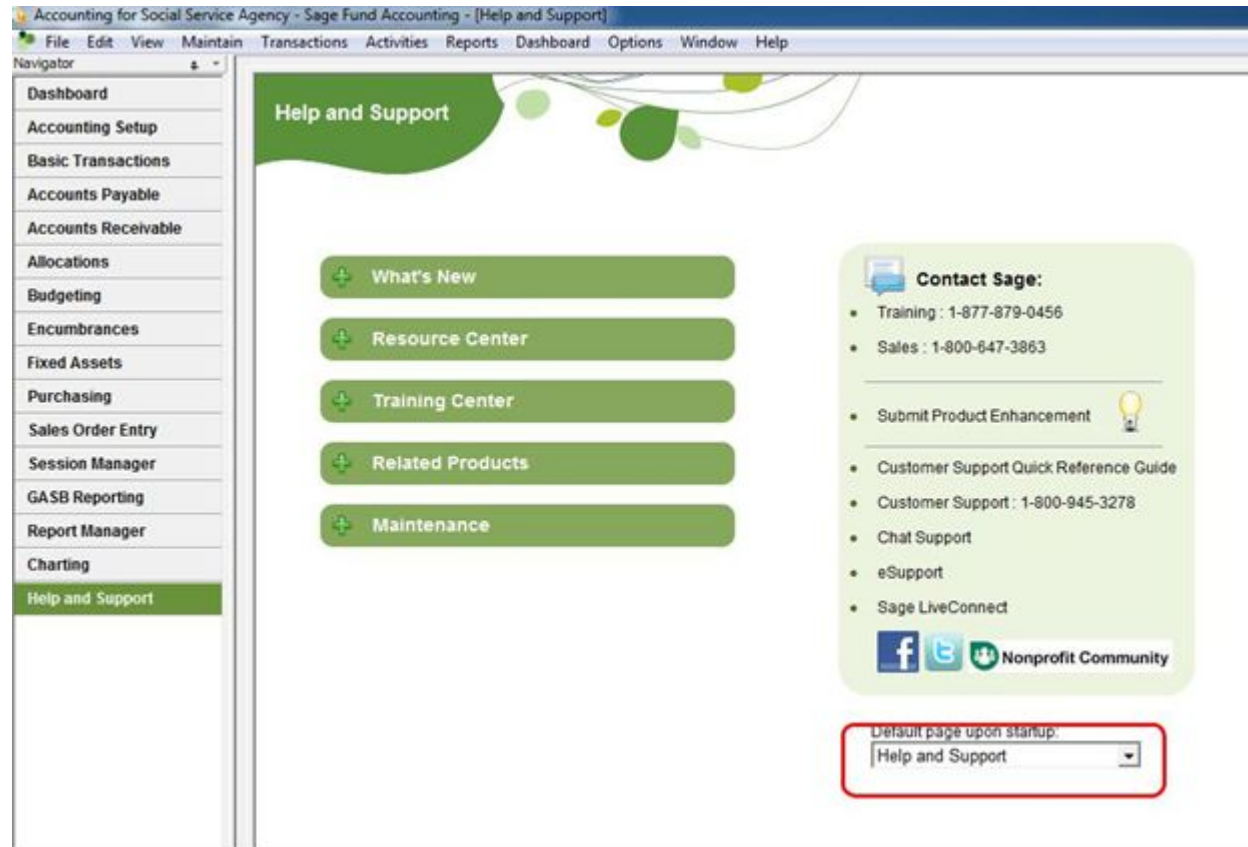 Accounting for Social Service Agency - Sage Fund Accounting - [Help and Support]
File Edit View Maintain Transactions Activities Reports Dashboard Options Window Help
Navigator
Dashboard
Accounting Setup
Basic Transactions
Accounts Payable
Accounts Receivable
Allocations
Budgeting
Encumbrances
Fixed Assets
Purchasing
Sales Order Entry
Session Manager
GASB Reporting
Report Manager
Charting
Help and Support
Help and Support
What's New
Resource Center
Training Center
Related Products
Maintenance
Contact Sage:
Training : 1-877-879-0456
Sales : 1-800-647-3863
Submit Product Enhancement
Customer Support Quick Reference Guide
Customer Support : 1-800-945-3278
Chat Support
eSupport
Sage LiveConnect
Nonprofit Community
Default page upon startup:
Help and Support